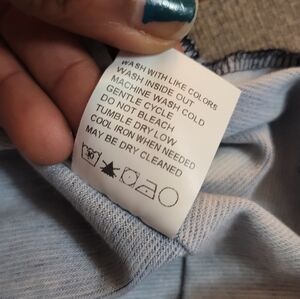 WASH WITH LIKE COLORS
WASH INSIDE OUT
MACHINE WASH COLD
GENTLE CYCLE
DO NOT BLEACH
TUMBLE DRY LOW
COOL IRON WHEN NEEDED
MAY BE DRY CLEANED